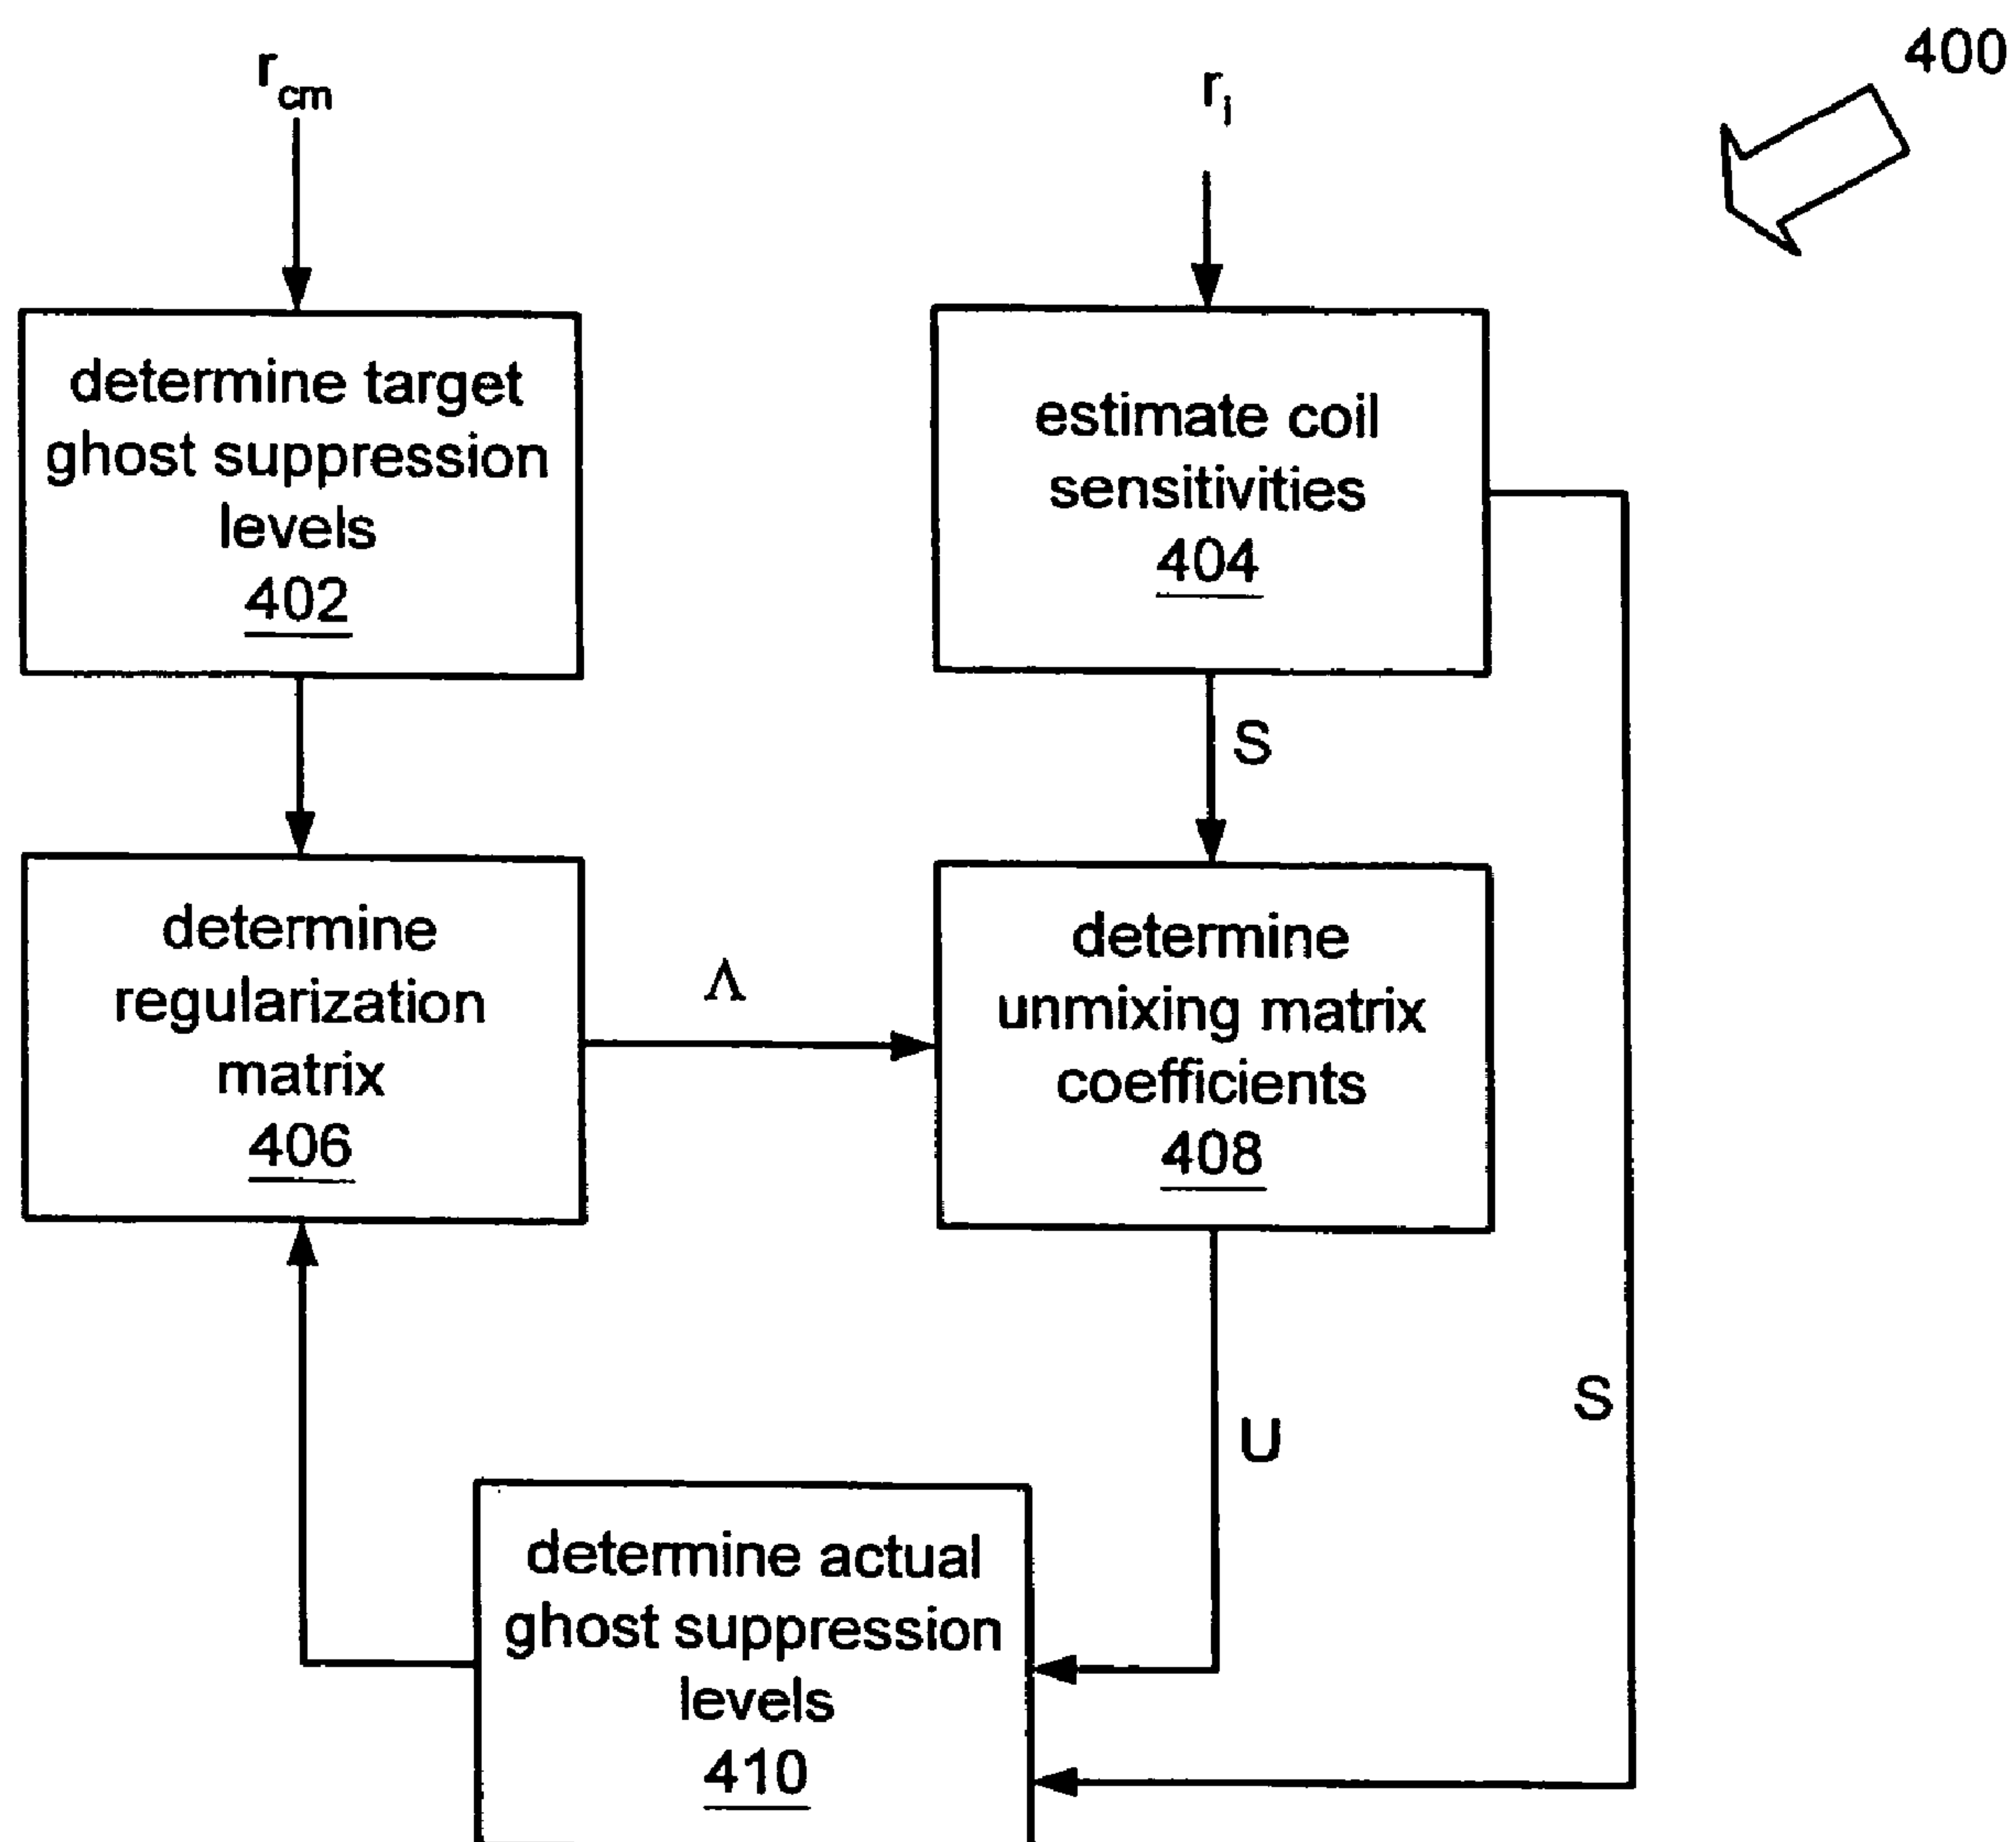 400
r_cm
r_i
determine target
ghost suppression
levels
402
estimate coil
sensitivities
404
S
determine
regularization
matrix
406
Λ
determine
unmixing matrix
coefficients
408
U
S
determine actual
ghost suppression
levels
410